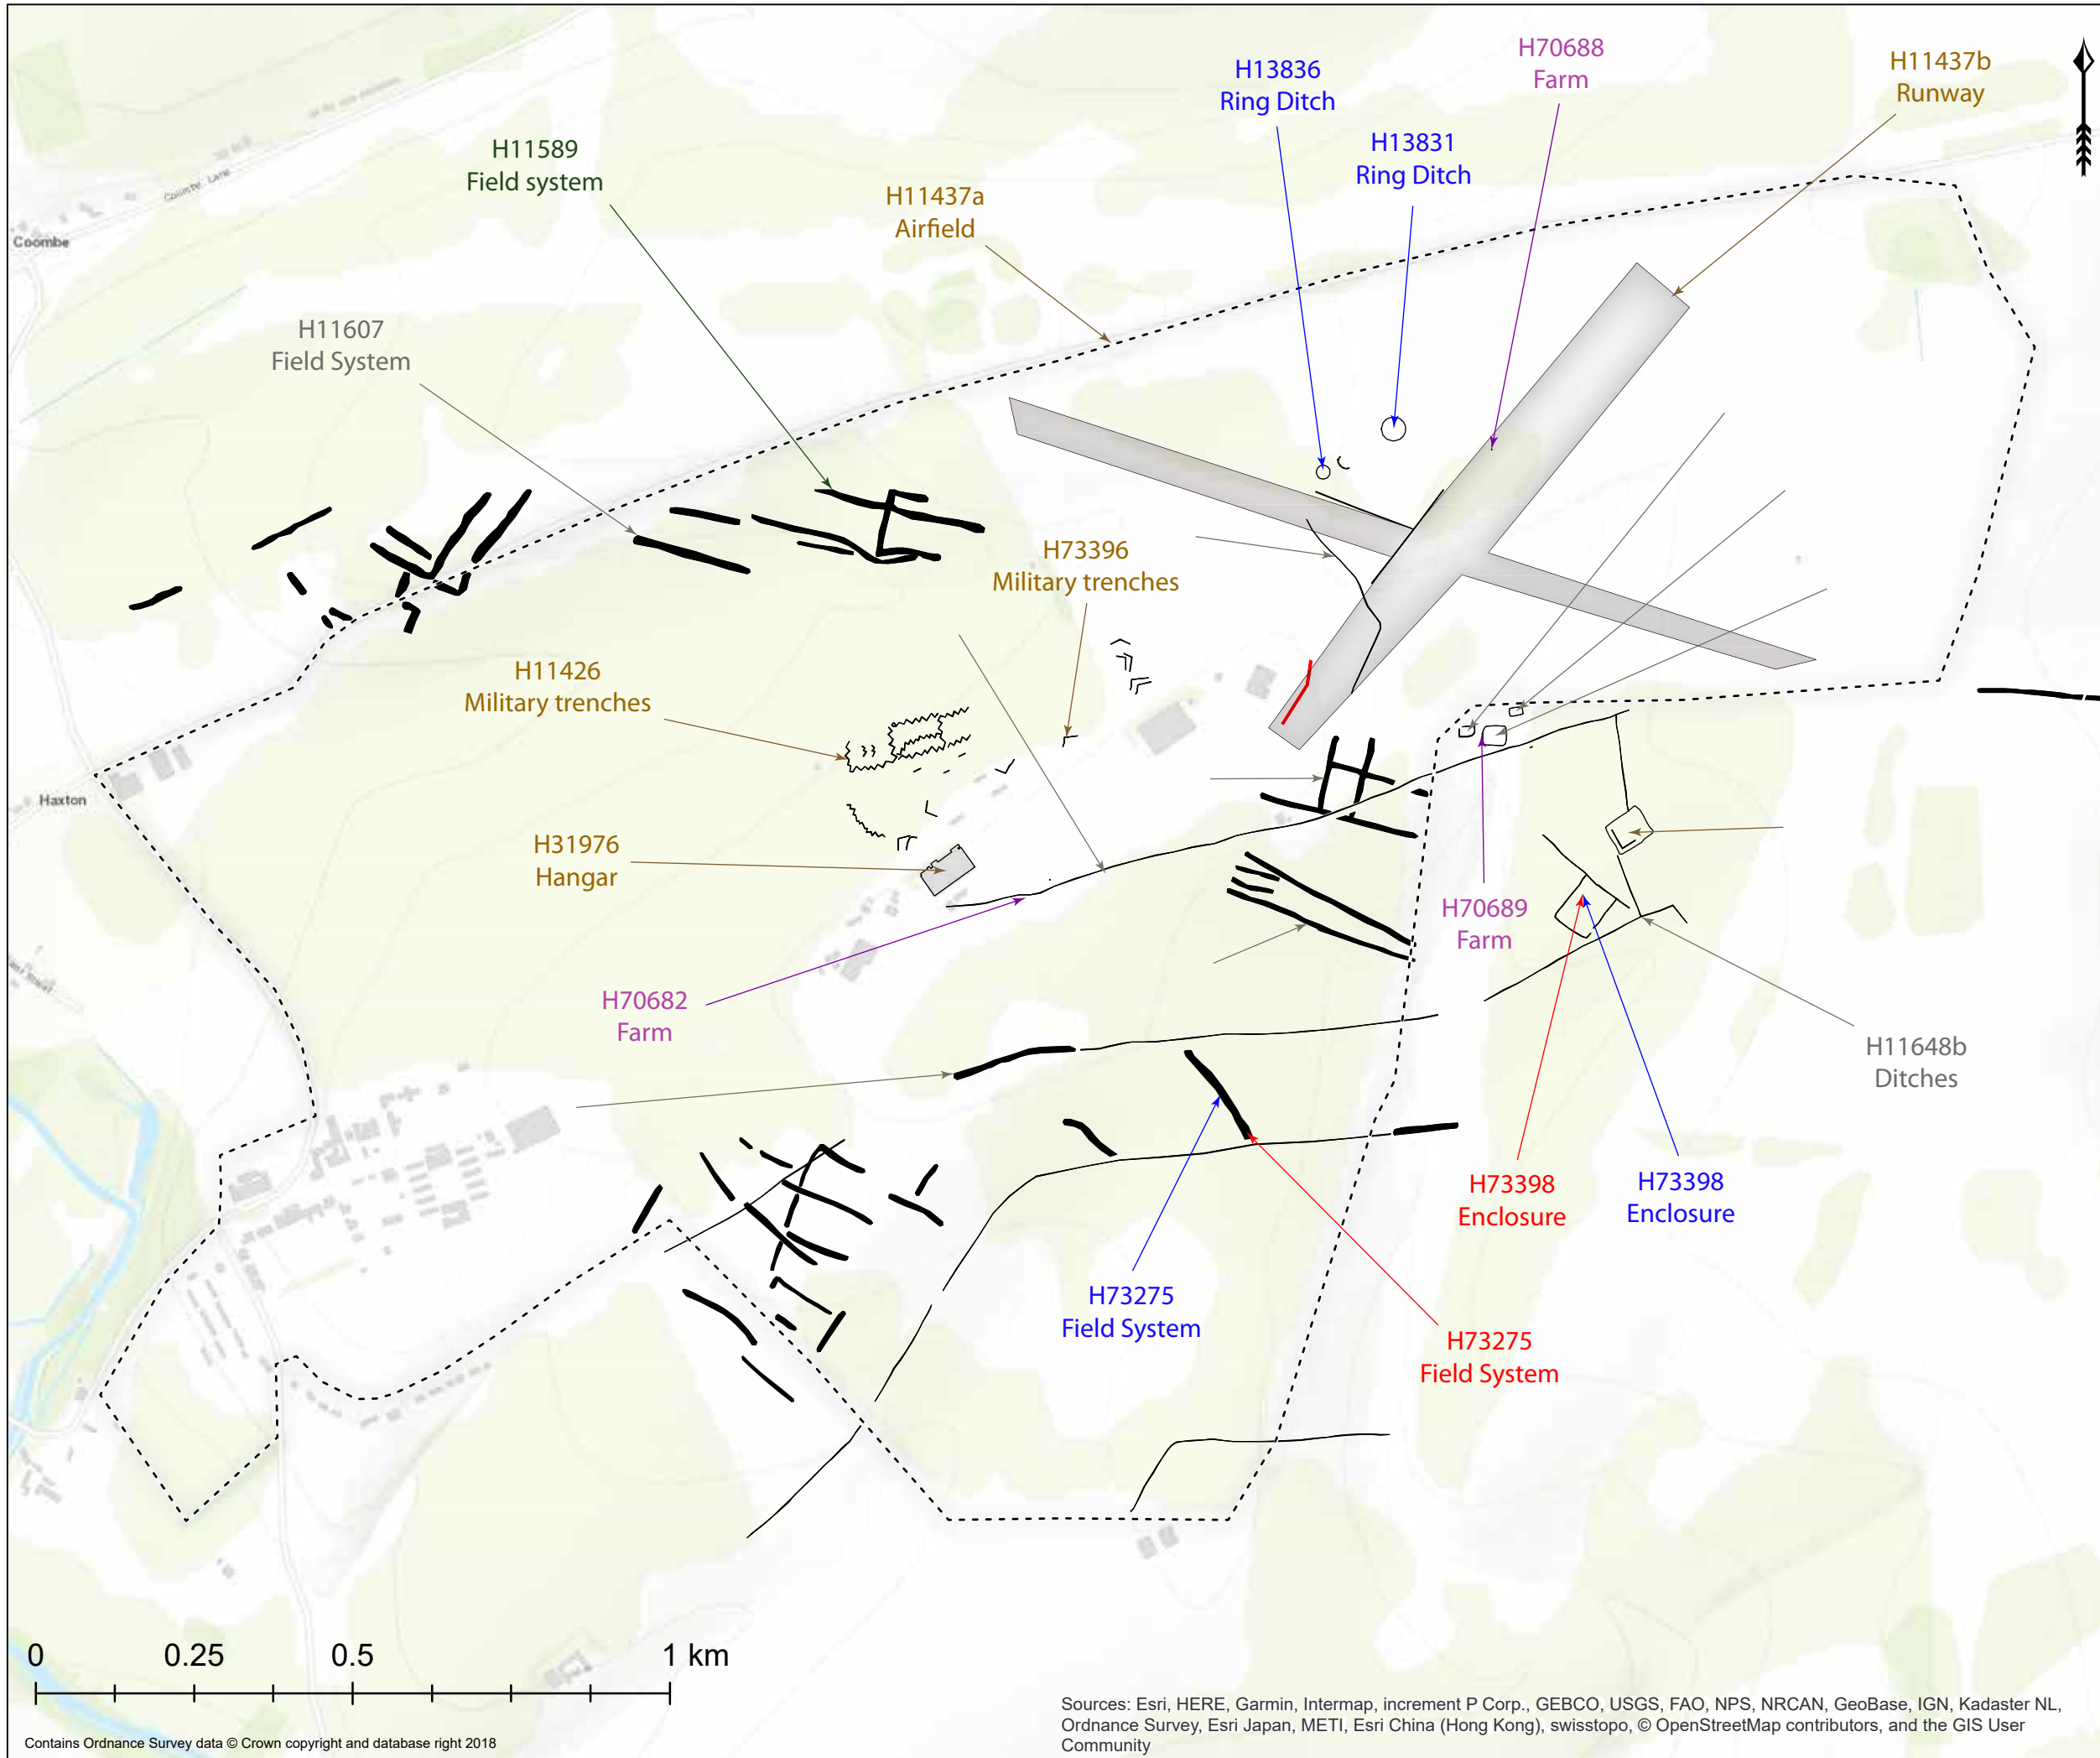 H70688
Farm
H11437b
Runway
H13836
Ring Ditch
H13831
Ring Ditch
H11589
Field system
Coombe Lane
H11437a
Airfield
Coombe
H11607
Field System
H73396
Military trenches
H11426
Military trenches
Haxton
H31976
Hangar
H70689
Farm
H70682
Farm
H11648b
Ditches
H73398
Enclosure
H73398
Enclosure
H73275
Field System
H73275
Field System
0 0.25 0.5 1 km
Sources: Esri, HERE, Garmin, Intermap, increment P Corp., GEBCO, USGS, FAO, NPS, NRCAN, GeoBase, IGN, Kadaster NL,
Ordnance Survey, Esri Japan, METI, Esri China (Hong Kong), swisstopo, © OpenStreetMap contributors, and the GIS User
Community
Contains Ordnance Survey data © Crown copyright and database right 2018